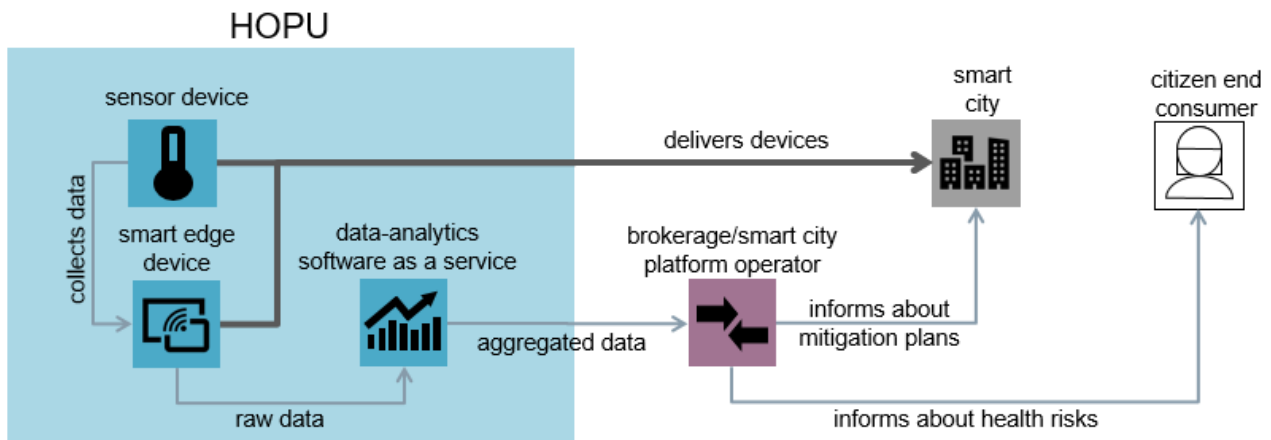 HOPU
sensor device
smart
city
citizen end
consumer
delivers devices
collects data
smart edge
device
data-analytics
software as a service
brokerage/smart city
platform operator
informs about
mitigation plans
aggregated data
raw data
informs about health risks